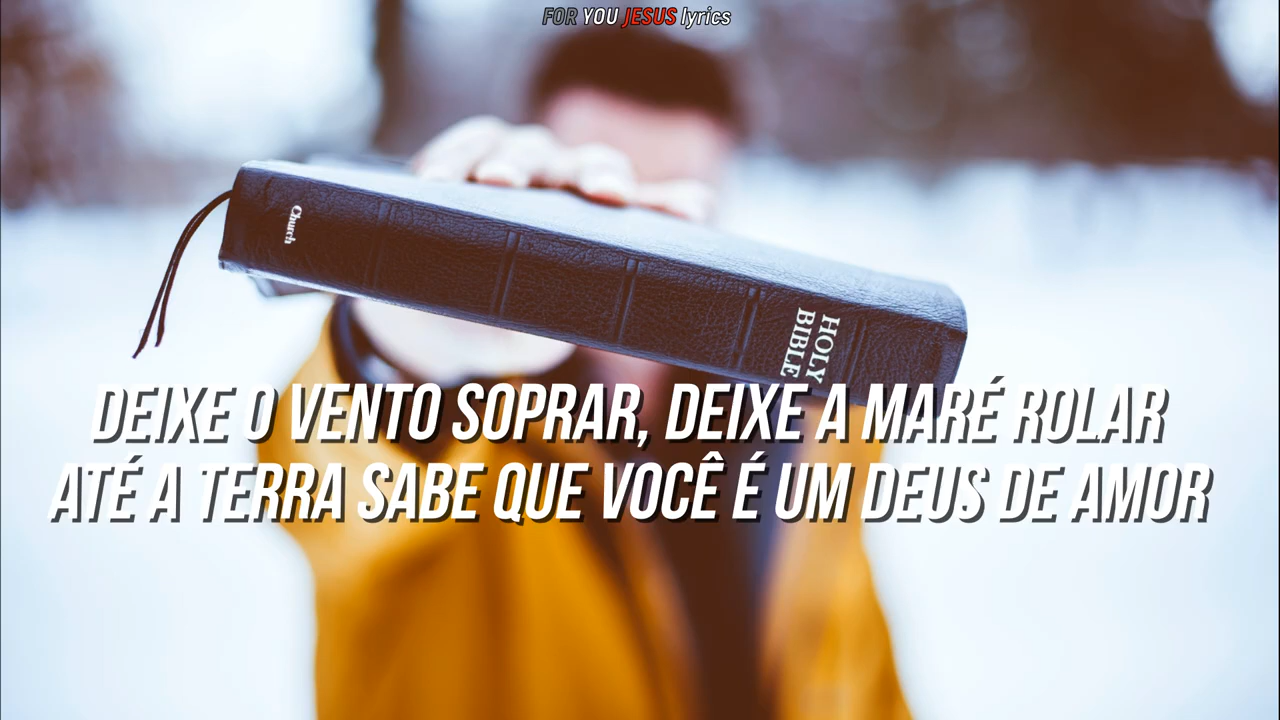 FOR YOU JESUS lyrics
Church
HOLY
BIBLE
DEIXE O VENTO SOPRAR, DEIXE A MARÉ ROLAR
ATÉ A TERRA SABE QUE VOCÊ É UM DEUS DE AMOR